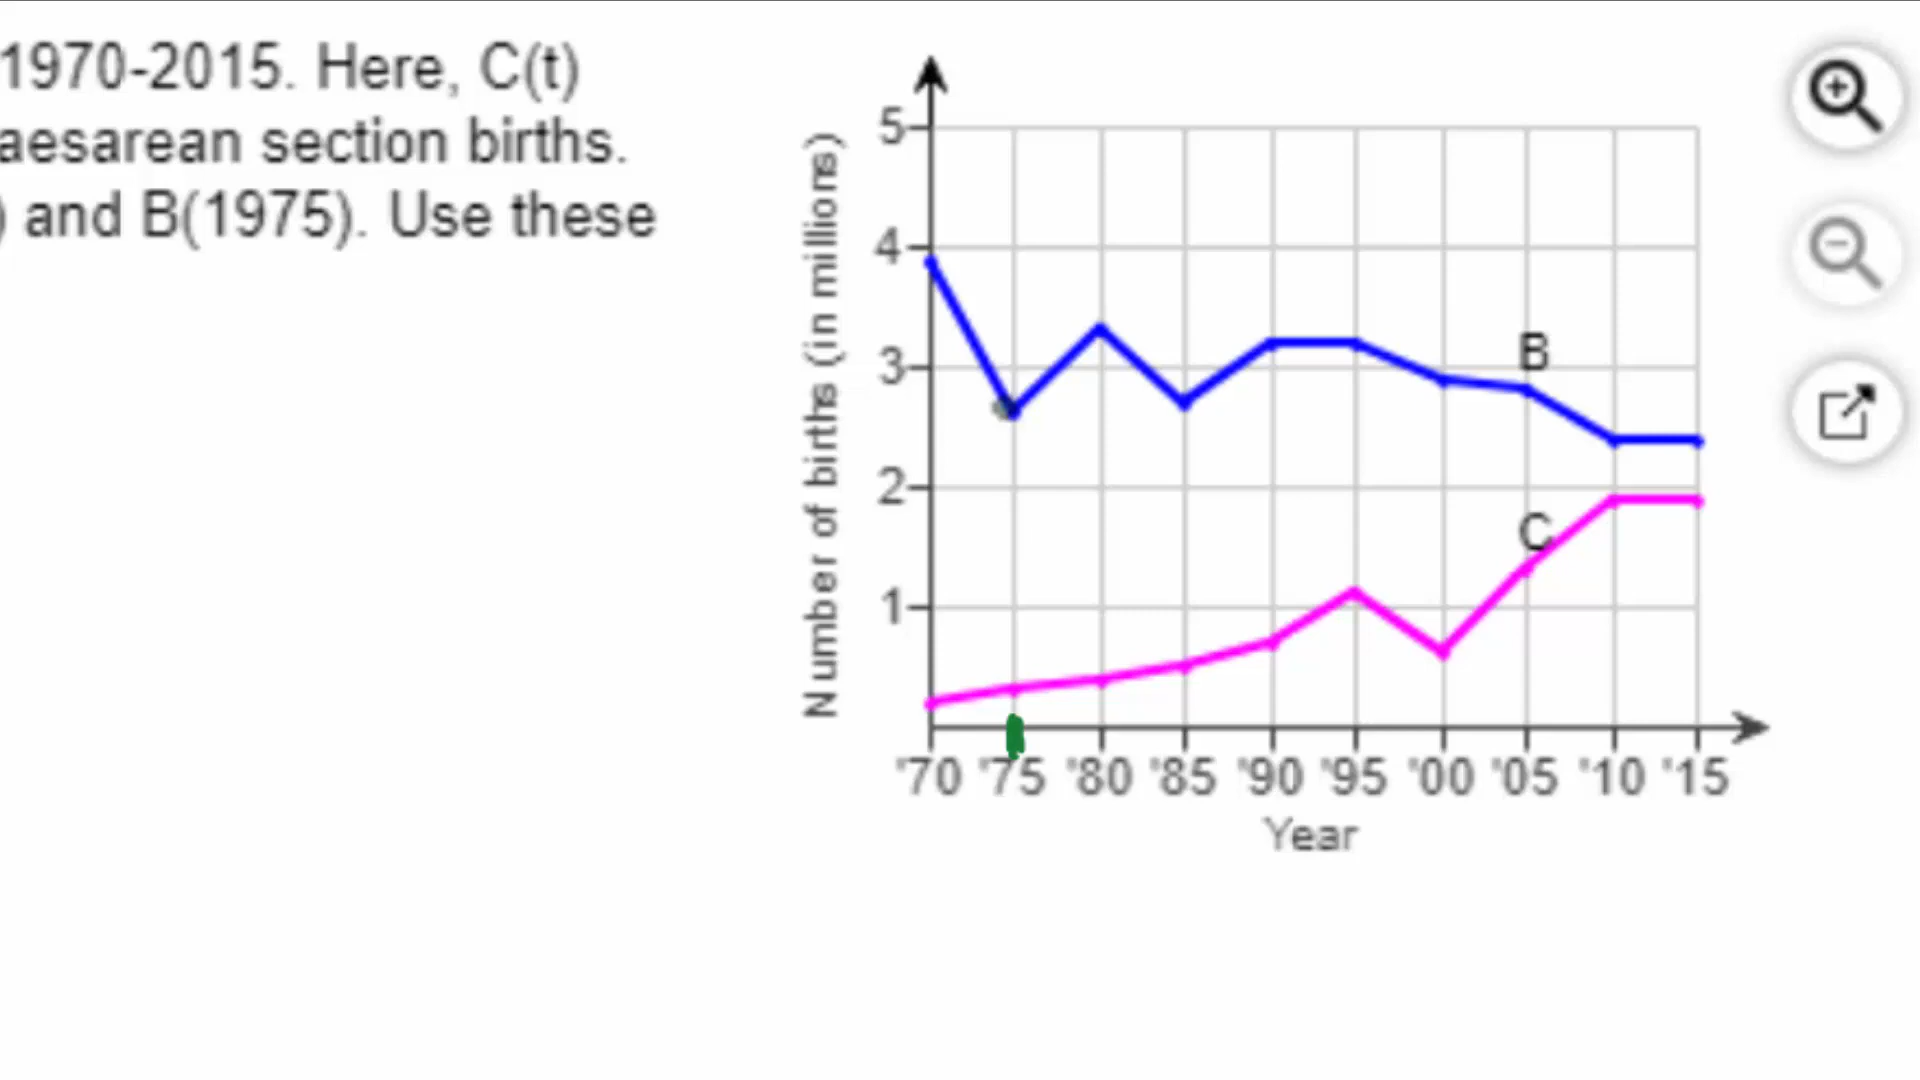 1970-2015. Here, C(t)
aesarean section births.
) and B(1975). Use these
Number of births (in millions)
5
4
3
2
1
B
C
'70 '75 '80 '85 '90 '95 '00 '05 '10 '15
Year